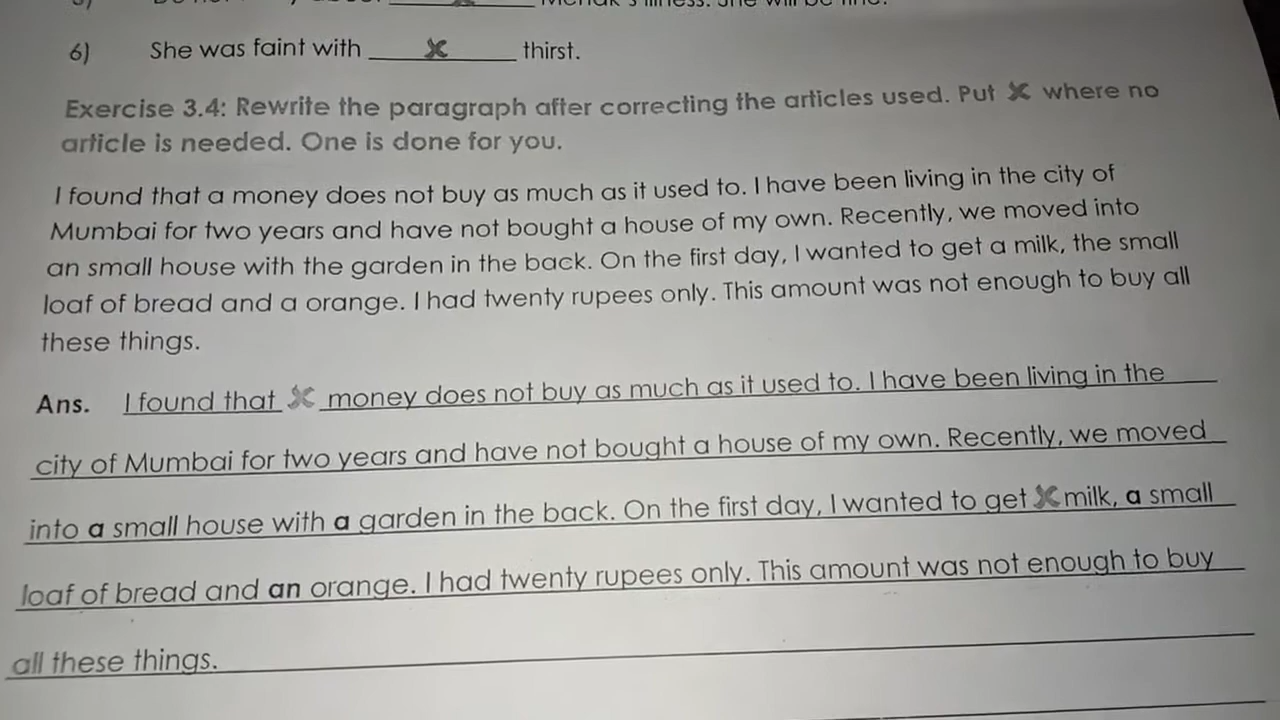 6) She was faint with ____✗____ thirst.
Exercise 3.4: Rewrite the paragraph after correcting the articles used. Put ✗ where no
article is needed. One is done for you.
I found that a money does not buy as much as it used to. I have been living in the city of
Mumbai for two years and have not bought a house of my own. Recently, we moved into
an small house with the garden in the back. On the first day, I wanted to get a milk, the small
loaf of bread and a orange. I had twenty rupees only. This amount was not enough to buy all
these things.
Ans. I found that ✗ money does not buy as much as it used to. I have been living in the
city of Mumbai for two years and have not bought a house of my own. Recently, we moved
into a small house with a garden in the back. On the first day, I wanted to get ✗ milk, a small
loaf of bread and an orange. I had twenty rupees only. This amount was not enough to buy
all these things.